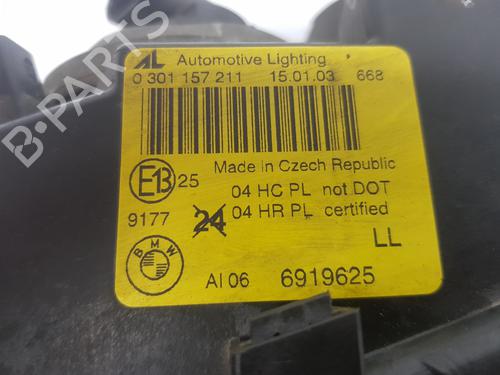 AL Automotive Lighting
0 301 157 211 15.01.03 668
Made in Czech Republic
E13 25 04 HC PL not DOT
9177 24 04 HR PL certified
LL
BMW
AI 06 6919625